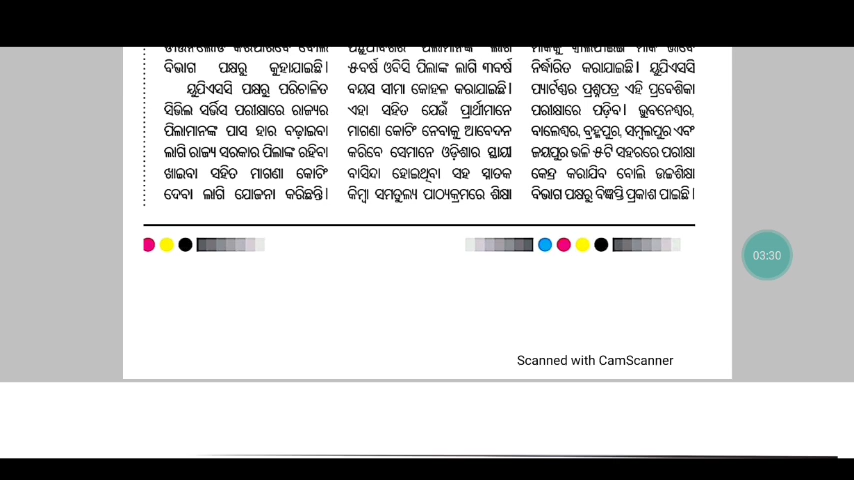 ବିଭାଗ ପକ୍ଷରୁ କୁହାଯାଇଛି।
ୟୁପିଏସସି ପକ୍ଷରୁ ପରିଚାଳିତ
ସିଭିଲ ସର୍ଭିସ ପରୀକ୍ଷାରେ ରାଜ୍ୟର
ପିଲାମାନଙ୍କ ପାସ ହାର ବଢ଼ାଇବା
ଲାଗି ରାଜ୍ୟ ସରକାର ପିଲାଙ୍କ ରହିବା
ଖାଇବା ସହିତ ମାଗଣା କୋଚିଂ
ଦେବା ଲାଗି ଯୋଜନା କରିଛନ୍ତି।
୫ବର୍ଷ ଓବିସି ପିଲାଙ୍କ ଲାଗି ୩ବର୍ଷ
ବୟସ ସୀମା କୋହଳ କରାଯାଇଛି।
ଏହା ସହିତ ଯେଉଁ ପ୍ରାର୍ଥୀମାନେ
ମାଗଣା କୋଚିଂ ନେବାକୁ ଆବେଦନ
କରିବେ ସେମାନେ ଓଡ଼ିଶାର ସ୍ଥାୟୀ
ବାସିନ୍ଦା ହୋଇଥିବା ସହ ସ୍ନାତକ
କିମ୍ବା ସମତୁଲ୍ୟ ପାଠ୍ୟକ୍ରମରେ ଶିକ୍ଷା
ନିର୍ଦ୍ଧାରିତ କରାଯାଇଛି। ୟୁପିଏସସି
ପ୍ୟାଟର୍ଣ୍ଣର ପ୍ରଶ୍ନପତ୍ର ଏହି ପ୍ରବେଶିକା
ପରୀକ୍ଷାରେ ପଡ଼ିବ। ଭୁବନେଶ୍ୱର,
ବାଲେଶ୍ୱର, ବ୍ରହ୍ମପୁର, ସମ୍ବଲପୁର ଏବଂ
ଜୟପୁର ଭଳି ୫ଟି ସହରରେ ପରୀକ୍ଷା
କେନ୍ଦ୍ର କରାଯିବ ବୋଲି ଉଚ୍ଚଶିକ୍ଷା
ବିଭାଗ ପକ୍ଷରୁ ବିଜ୍ଞପ୍ତି ପ୍ରକାଶ ପାଇଛି।
03:30
Scanned with CamScanner